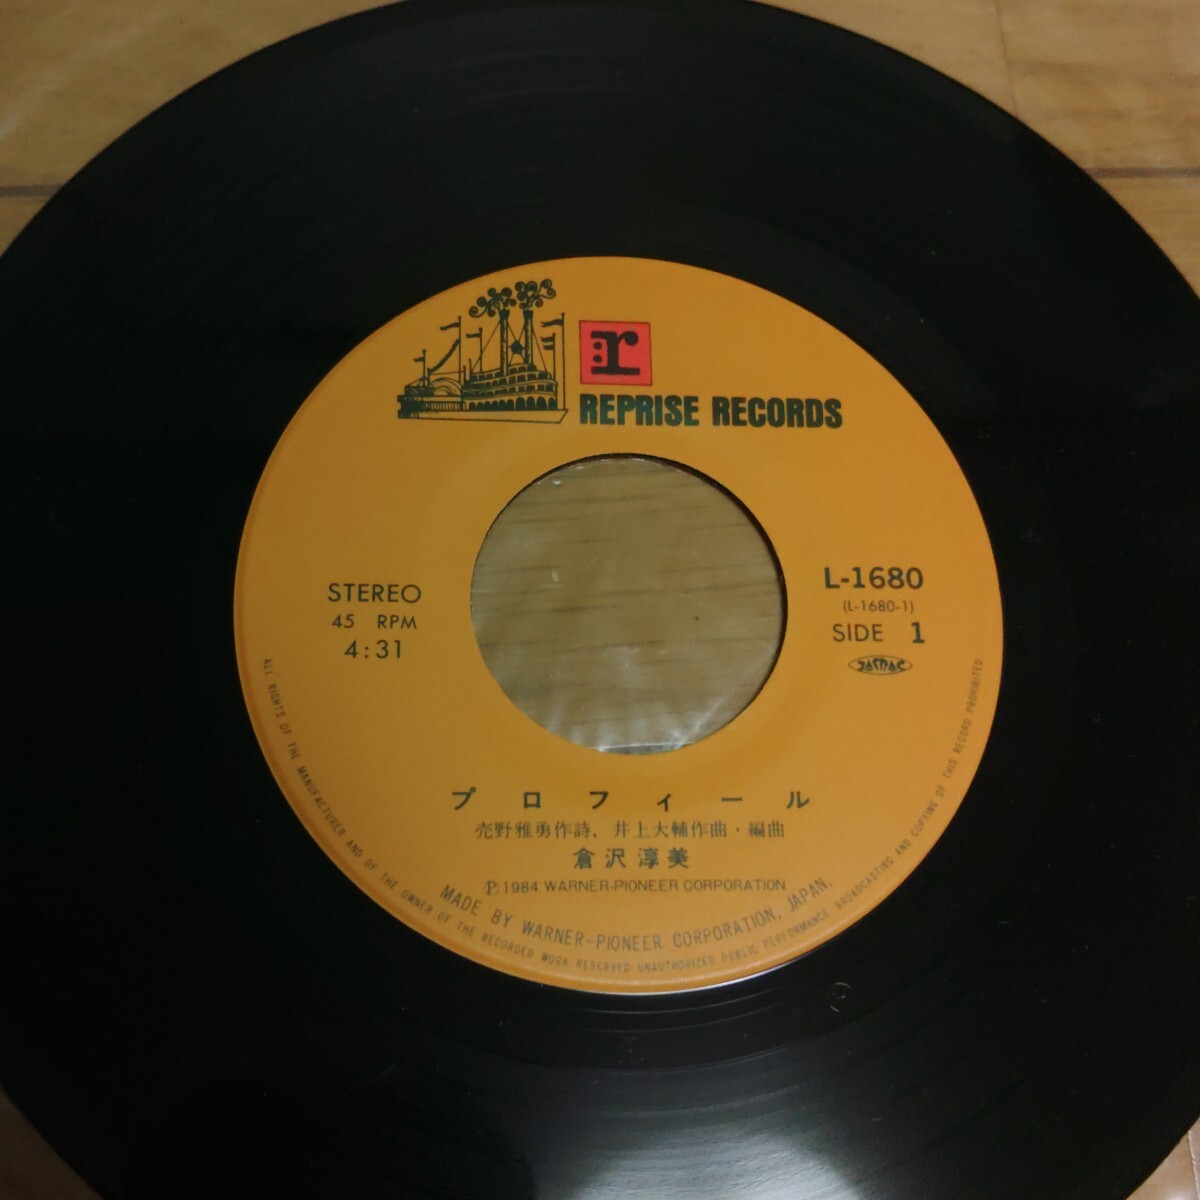 r
REPRISE RECORDS
STEREO
45 RPM
4:31
L-1680
(L-1680-1)
SIDE 1
JASRAC
プロフィール
売野雅勇作詩, 井上大輔作曲・編曲
倉沢淳美
Ⓟ1984 WARNER-PIONEER CORPORATION
MADE BY WARNER-PIONEER CORPORATION, JAPAN.
ALL RIGHTS OF THE MANUFACTURER AND OF THE OWNER OF THE RECORDED WORK RESERVED UNAUTHORIZED PUBLIC PERFORMANCE BROADCASTING AND COPYING OF THIS RECORD PROHIBITED